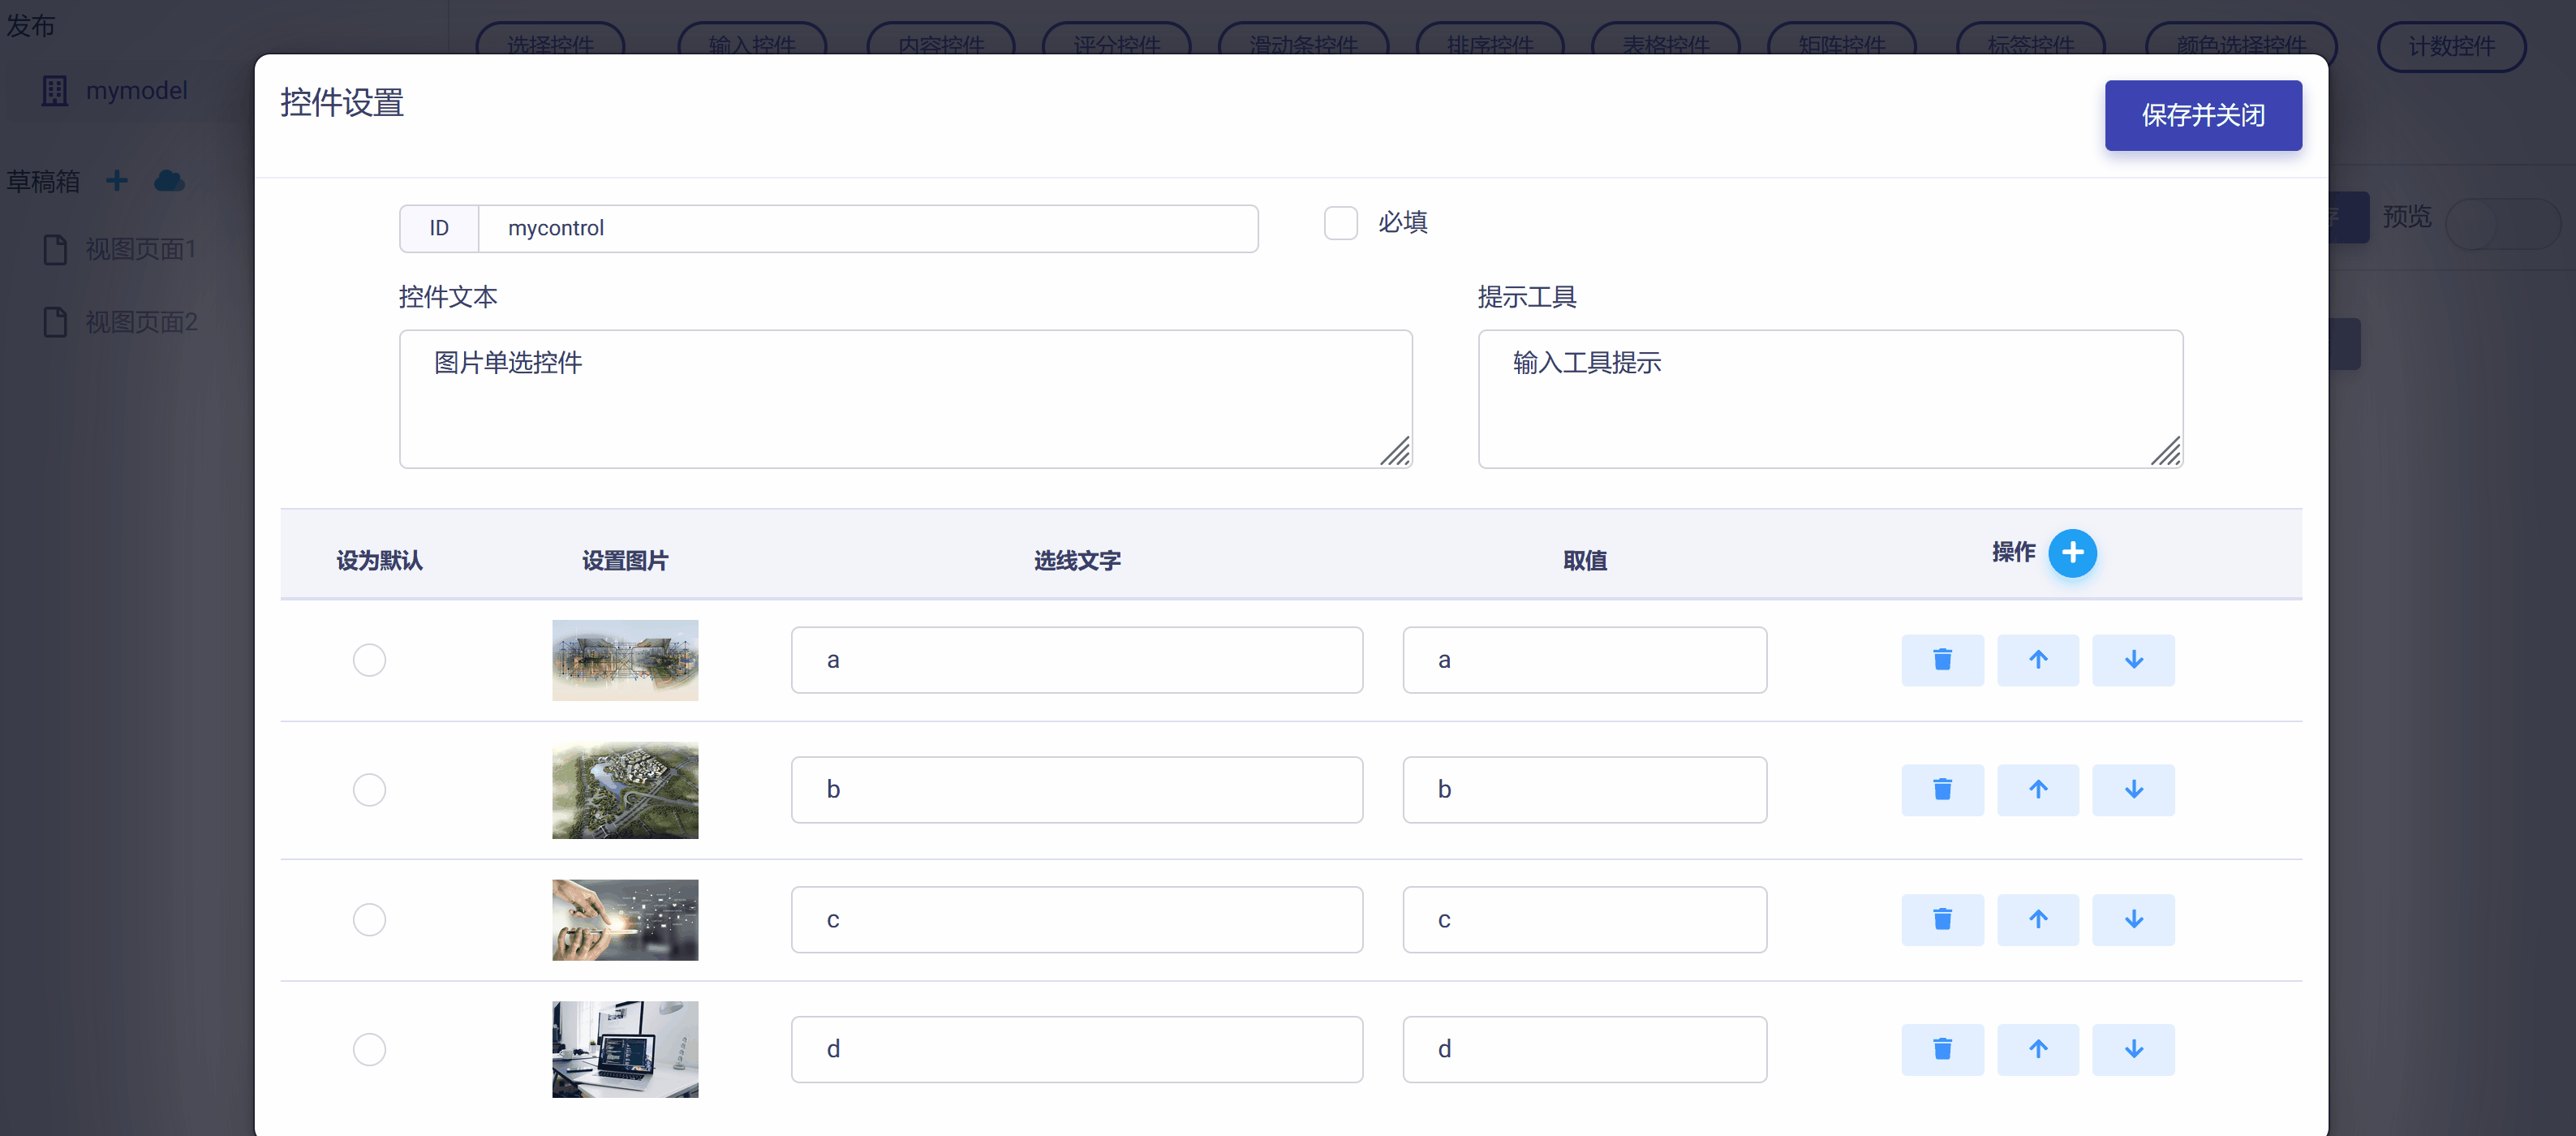 发布
选择控件 输入控件 内容控件 评分控件 滑动条控件 排序控件 表格控件 矩阵控件 标签控件 颜色选择控件 计数控件
mymodel
控件设置
保存并关闭
草稿箱
视图页面1
视图页面2
预览
ID mycontrol
必填
控件文本
提示工具
图片单选控件
输入工具提示
设为默认 设置图片 选线文字 取值 操作
a a
b b
c c
d d